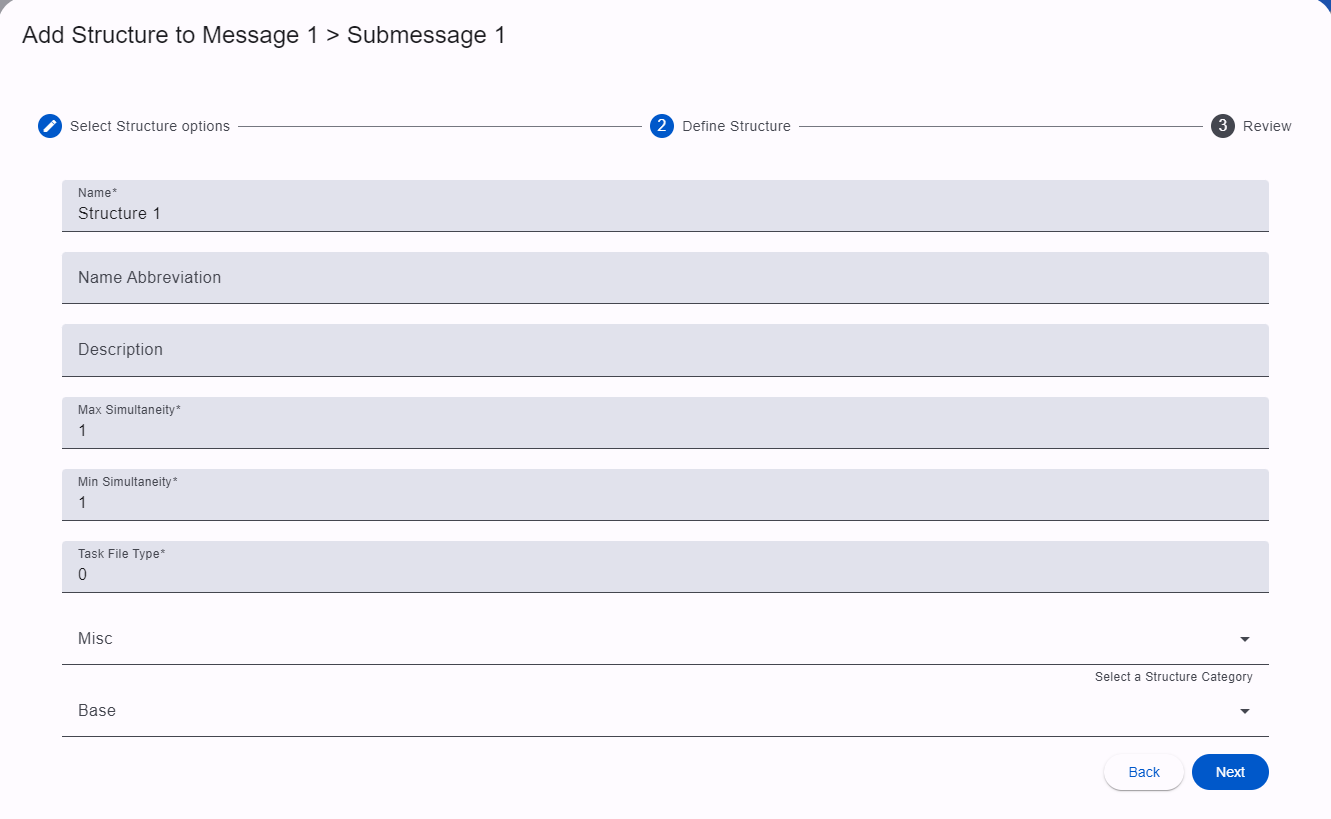 Add Structure to Message 1 > Submessage 1
Select Structure options
2 Define Structure
3 Review
Name*
Structure 1
Name Abbreviation
Description
Max Simultaneity*
1
Min Simultaneity*
1
Task File Type*
0
Misc
Select a Structure Category
Base
Back
Next